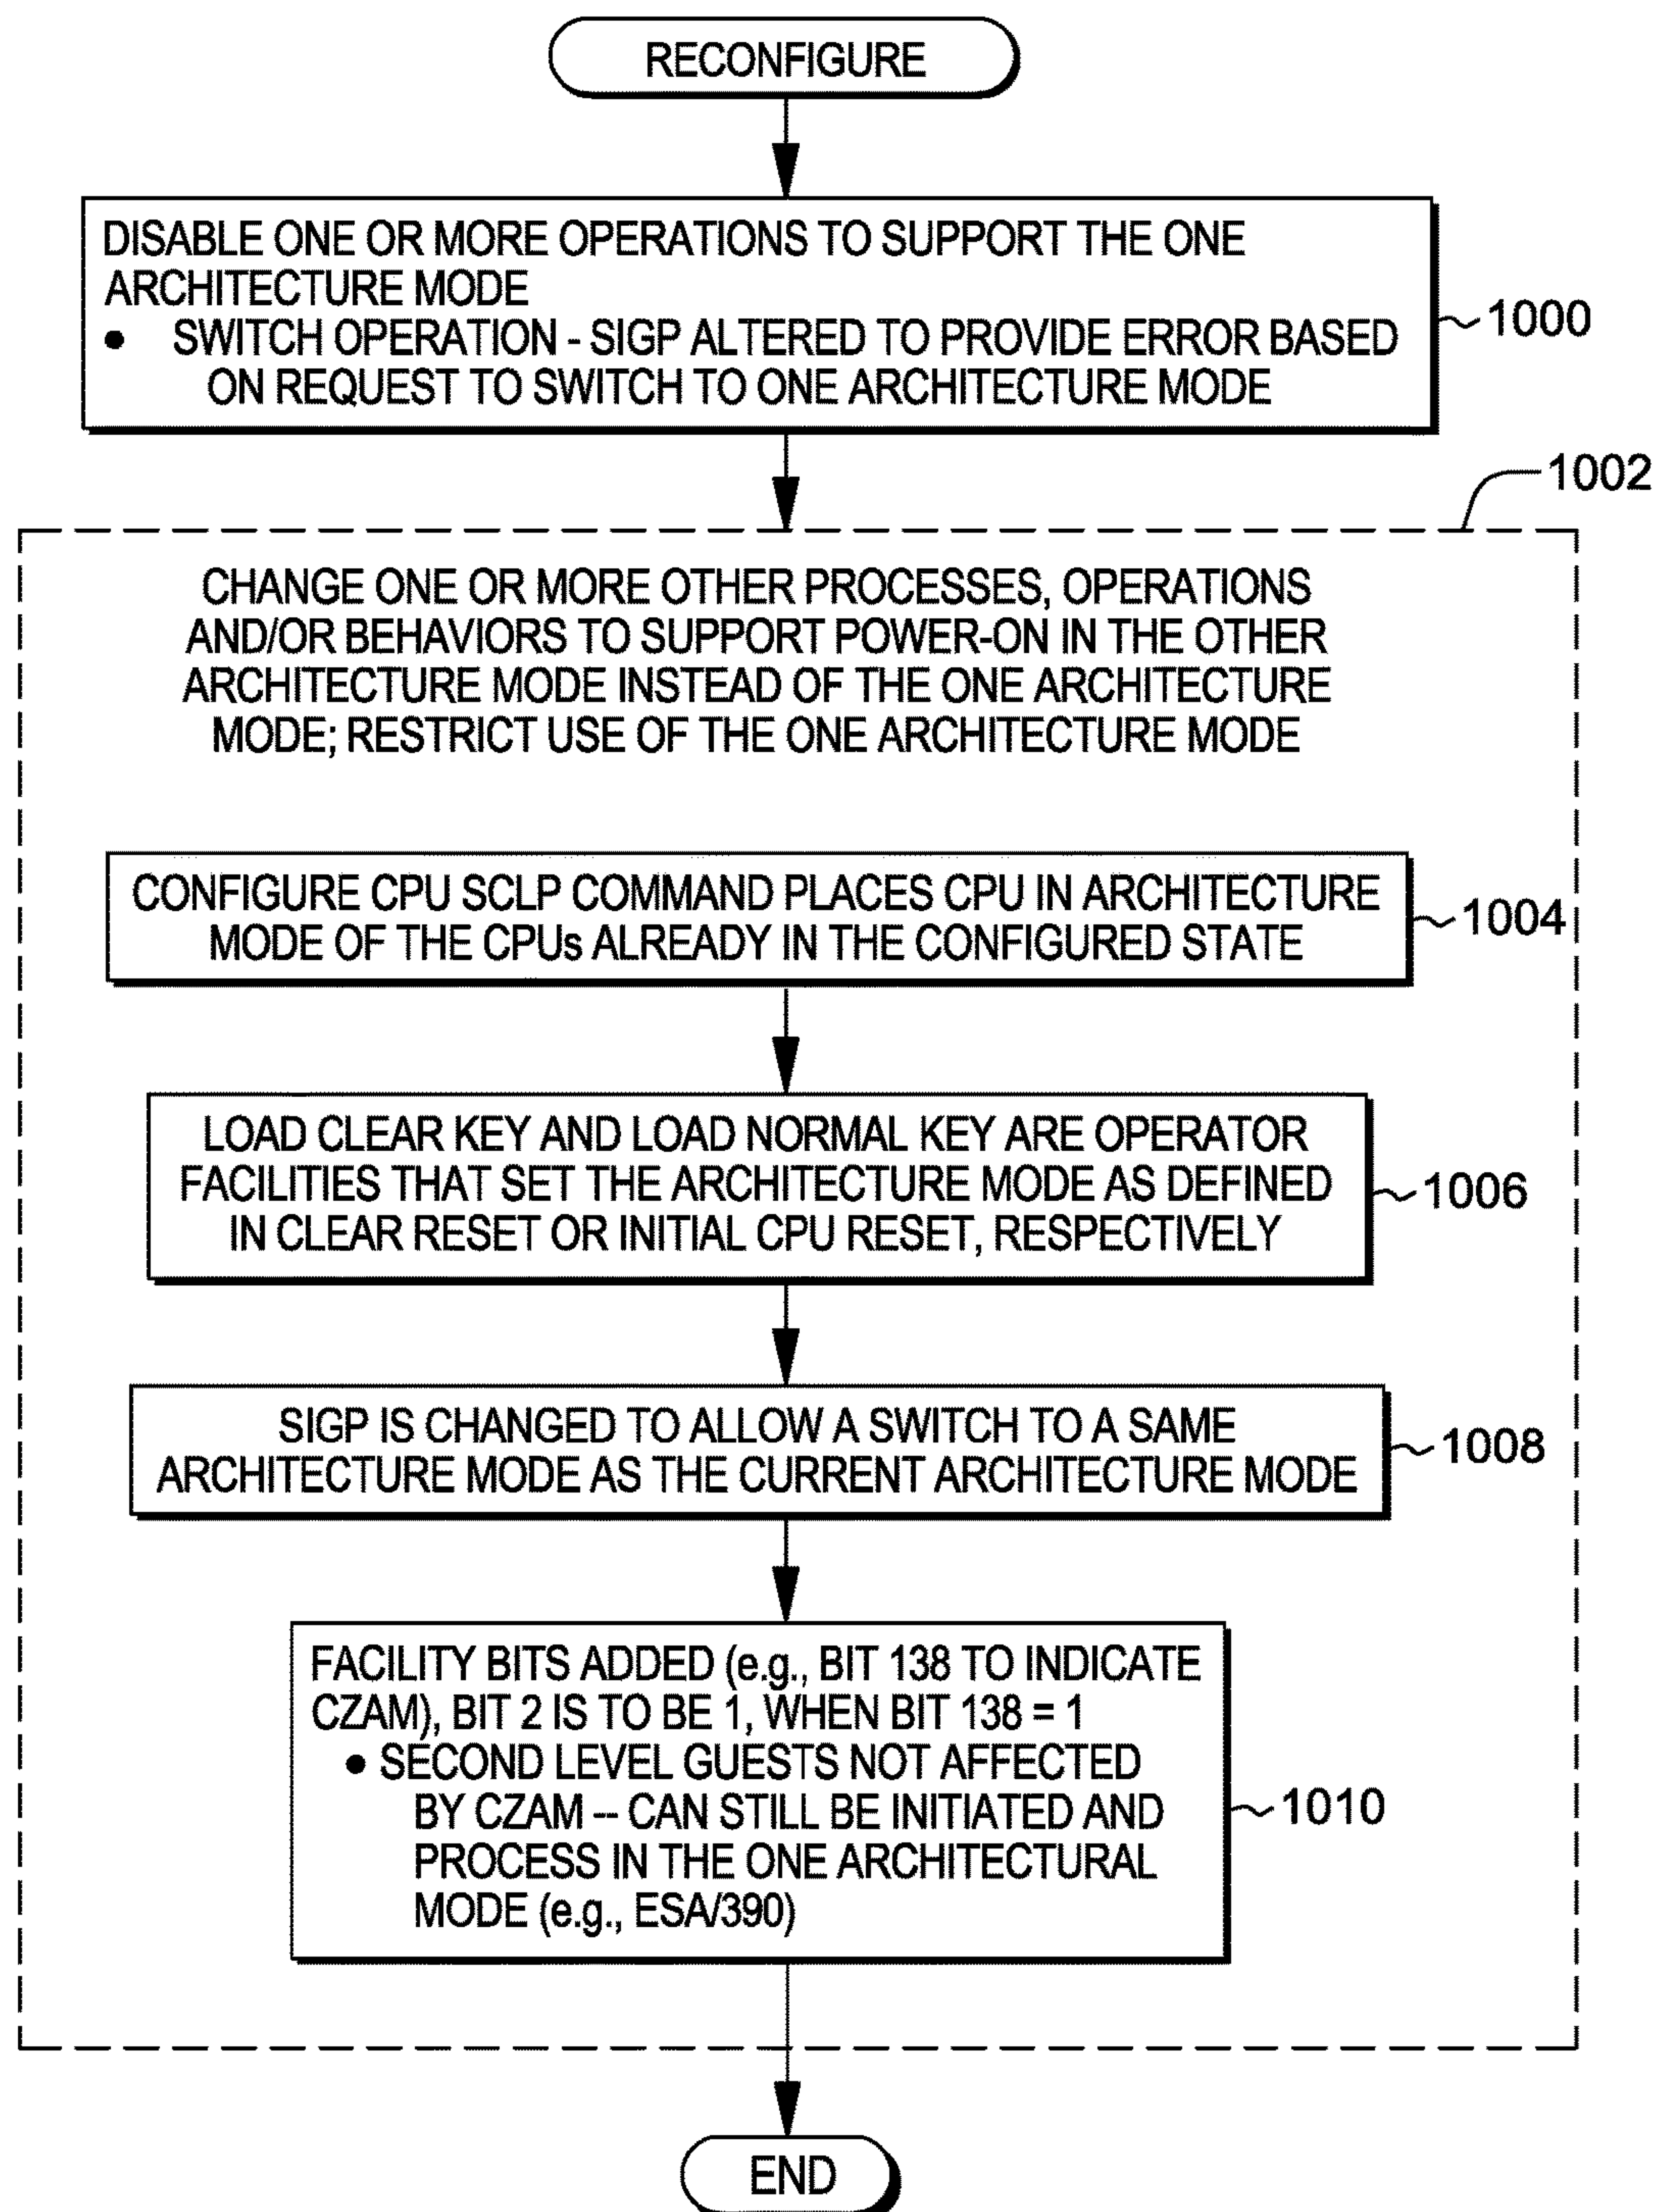 RECONFIGURE
DISABLE ONE OR MORE OPERATIONS TO SUPPORT THE ONE
ARCHITECTURE MODE
• SWITCH OPERATION - SIGP ALTERED TO PROVIDE ERROR BASED
ON REQUEST TO SWITCH TO ONE ARCHITECTURE MODE
1000
1002
CHANGE ONE OR MORE OTHER PROCESSES, OPERATIONS
AND/OR BEHAVIORS TO SUPPORT POWER-ON IN THE OTHER
ARCHITECTURE MODE INSTEAD OF THE ONE ARCHITECTURE
MODE; RESTRICT USE OF THE ONE ARCHITECTURE MODE
CONFIGURE CPU SCLP COMMAND PLACES CPU IN ARCHITECTURE
MODE OF THE CPUs ALREADY IN THE CONFIGURED STATE
1004
LOAD CLEAR KEY AND LOAD NORMAL KEY ARE OPERATOR
FACILITIES THAT SET THE ARCHITECTURE MODE AS DEFINED
IN CLEAR RESET OR INITIAL CPU RESET, RESPECTIVELY
1006
SIGP IS CHANGED TO ALLOW A SWITCH TO A SAME
ARCHITECTURE MODE AS THE CURRENT ARCHITECTURE MODE
1008
FACILITY BITS ADDED (e.g., BIT 138 TO INDICATE
CZAM), BIT 2 IS TO BE 1, WHEN BIT 138 = 1
• SECOND LEVEL GUESTS NOT AFFECTED
BY CZAM -- CAN STILL BE INITIATED AND
PROCESS IN THE ONE ARCHITECTURAL
MODE (e.g., ESA/390)
1010
END